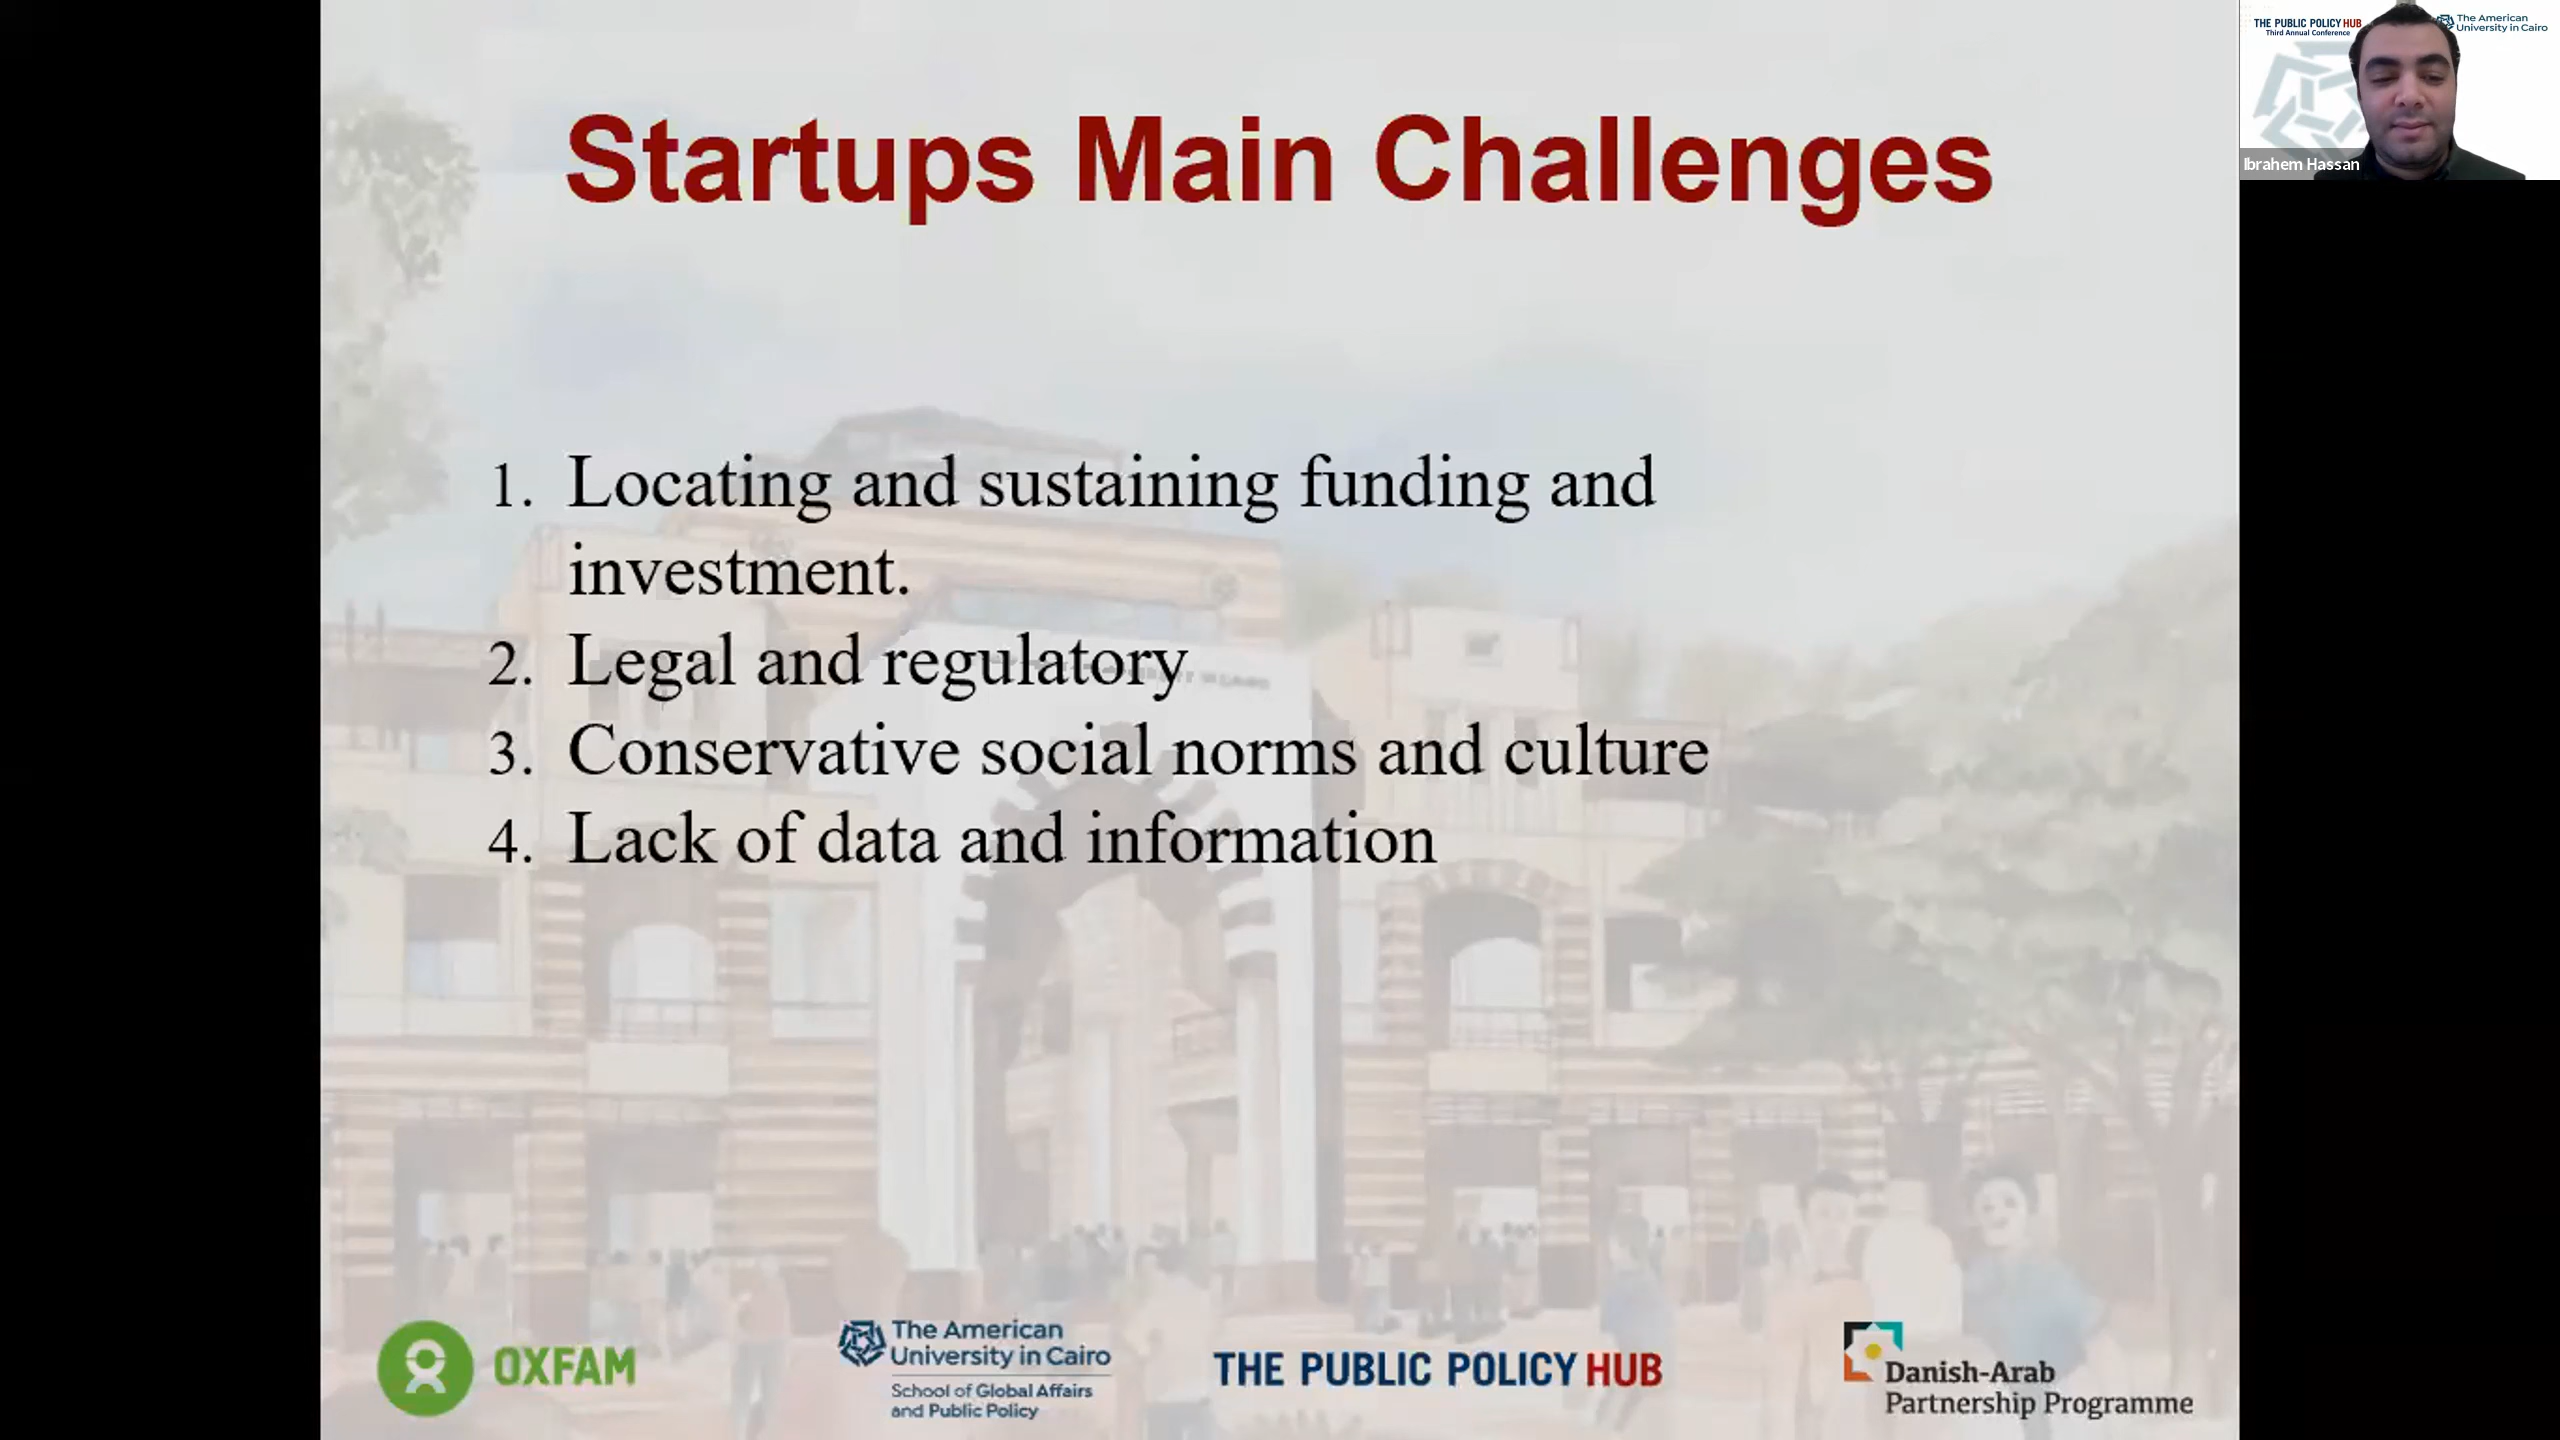 Startups Main Challenges
1. Locating and sustaining funding and
investment.
2. Legal and regulatory
3. Conservative social norms and culture
4. Lack of data and information
OXFAM
The American
University in Cairo
School of Global Affairs
and Public Policy
THE PUBLIC POLICY HUB
Danish-Arab
Partnership Programme
THE PUBLIC POLICY HUB
Third Annual Conference
The American
University in Cairo
Ibrahem Hassan